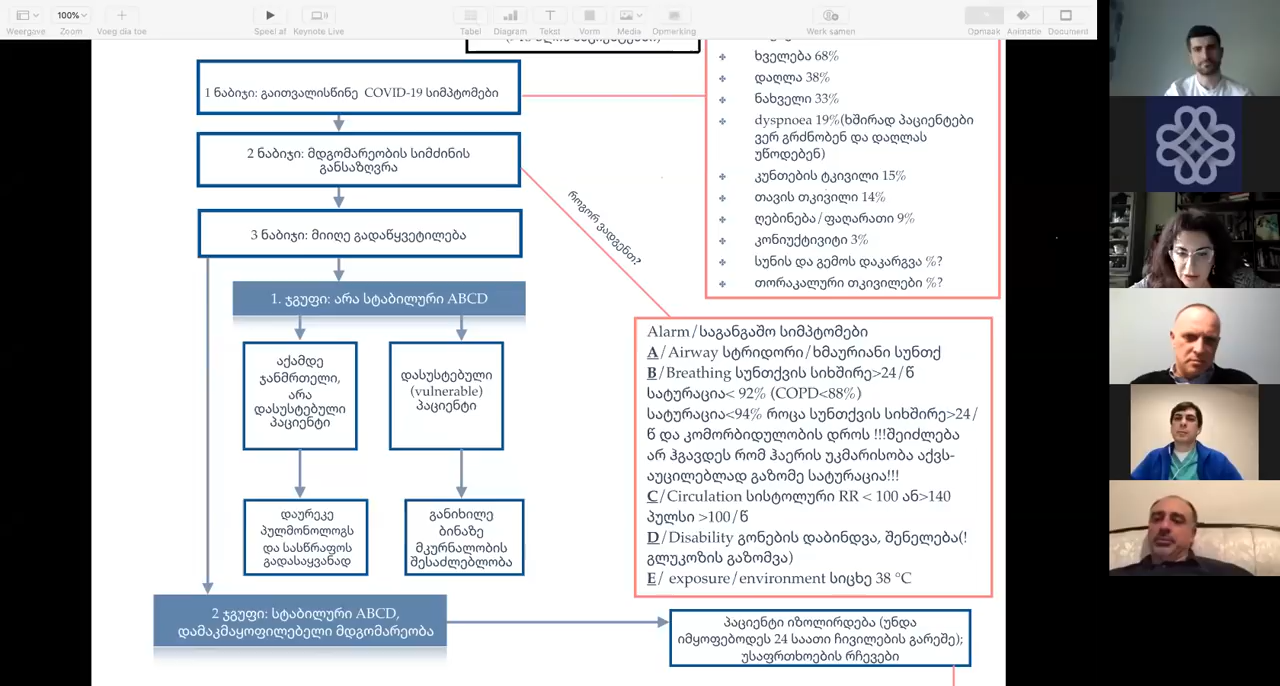 100%
Weergave
Zoom
Voeg dia toe
Speel af
Keynote Live
Tabel
Diagram
Tekst
Vorm
Media
Opmerking
Werk samen
Opmaak
Animatie
Document
1 ნაბიჯი: გაითვალისწინე COVID-19 სიმპტომები
2 ნაბიჯი: მდგომარეობის სიმძინის
განსაზღვრა
3 ნაბიჯი: მიიღე გადაწყვეტილება
1. ჯგუფი: არა სტაბილური ABCD
აქამდე
ჯანმრთელი,
არა
დასუსტებული
პაციენტი
დასუსტებული
(vulnerable)
პაციენტი
დაურეკე
პულმონოლოგს
და სასწრაფოს
გადასაყვანად
განიხილე
ბინაზე
მკურნალობის
შესაძლებლობა
2 ჯგუფი: სტაბილური ABCD,
დამაკმაყოფილებელი მდგომარეობა
როგორ ვადგენთ?
ხველება 68%
დაღლა 38%
ნახველი 33%
dyspnoea 19%(ხშირად პაციენტები
ვერ გრძნობენ და დაღლას
უწოდებენ)
კუნთების ტკივილი 15%
თავის თკივილი 14%
ღებინება/ფაღარათი 9%
კონიუქტივიტი 3%
სუნის და გემოს დაკარგვა %?
თორაკალური თკივილები %?
Alarm/საგანგაშო სიმპტომები
A/Airway სტრიდორი/ხმაურიანი სუნთქ
B/Breathing სუნთქვის სიხშირე>24/წ
სატურაცია< 92% (COPD<88%)
სატურაცია<94% როცა სუნთქვის სიხშირე>24/
წ და კომორბიდულობის დროს !!!შეიძლება
არ ჰგავდეს რომ ჰაერის უკმარისობა აქვს-
აუცილებლად გაზომე სატურაცია!!!
C/Circulation სისტოლური RR < 100 ან>140
პულსი >100/წ
D/Disability გონების დაბინდვა, შენელება(!
გლუკოზის გაზომვა)
E/ exposure/environment სიცხე 38 °C
პაციენტი იზოლირდება (უნდა
იმყოფებოდეს 24 საათი ჩივილების გარეშე);
უსაფრთხოების რჩევები